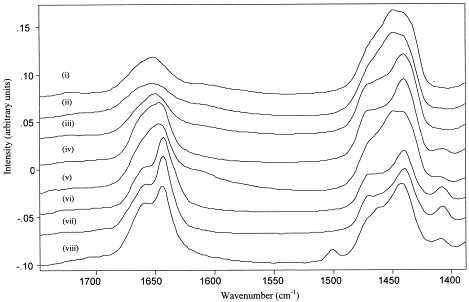 .15
.10
.05
0
-.05
-.10
Intensity (arbitrary units)
(i)
(ii)
(iii)
(iv)
(v)
(vi)
(vii)
(viii)
1700 1650 1600 1550 1500 1450 1400
Wavenumber (cm-1)